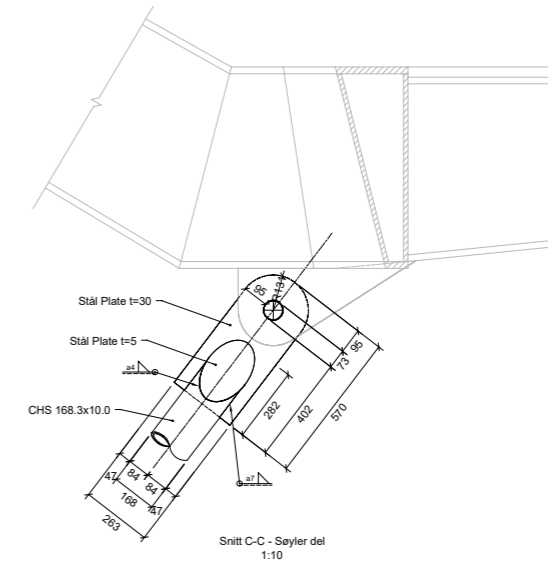 95
R131
Stål Plate t=30
Stål Plate t=5
a4
CHS 168.3x10.0
95
73
282
402
570
47
84
84
168
47
263
a7
Snitt C-C - Søyler del
1:10